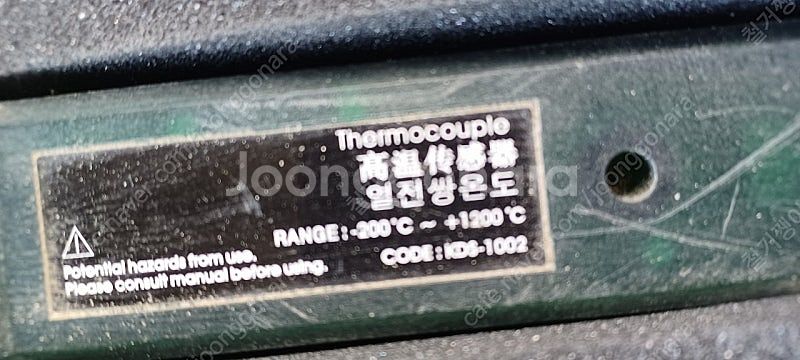 Thermocouple
高温传感器
열전쌍온도
RANGE : -200°C ~ +1200°C
CODE : KDS-1002
Potential hazards from use.
Please consult manual before using.
Joonggonara